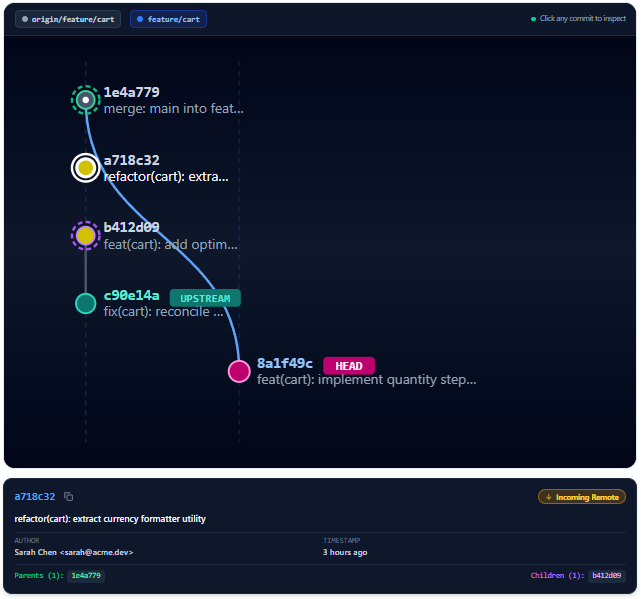 origin/feature/cart feature/cart Click any commit to inspect
1e4a779
merge: main into feat...
a718c32
refactor(cart): extra...
b412d09
feat(cart): add optim...
c90e14a UPSTREAM
fix(cart): reconcile ...
8a1f49c HEAD
feat(cart): implement quantity step...
a718c32 ↓ Incoming Remote
refactor(cart): extract currency formatter utility
AUTHOR TIMESTAMP
Sarah Chen <sarah@acme.dev> 3 hours ago
Parents (1): 1e4a779 Children (1): b412d09